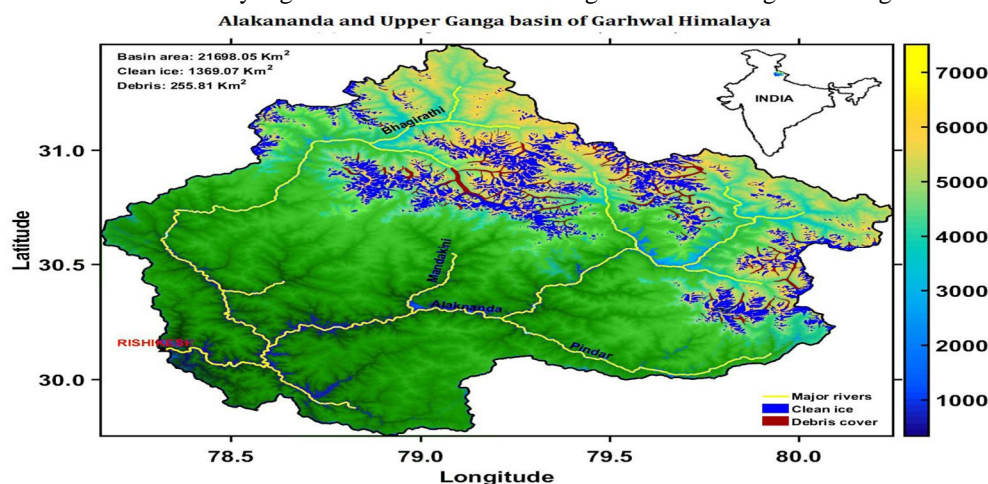 Alakananda and Upper Ganga basin of Garhwal Himalaya
Basin area: 21698.05 Km²
Clean ice: 1369.07 Km²
Debris: 255.81 Km²
INDIA
7000
6000
5000
4000
3000
2000
1000
Bhagirathi
Mandakini
Alaknanda
Pindar
RISHIKESH
Latitude
31.0
30.5
30.0
Major rivers
Clean ice
Debris cover
78.5
79.0
79.5
80.0
Longitude